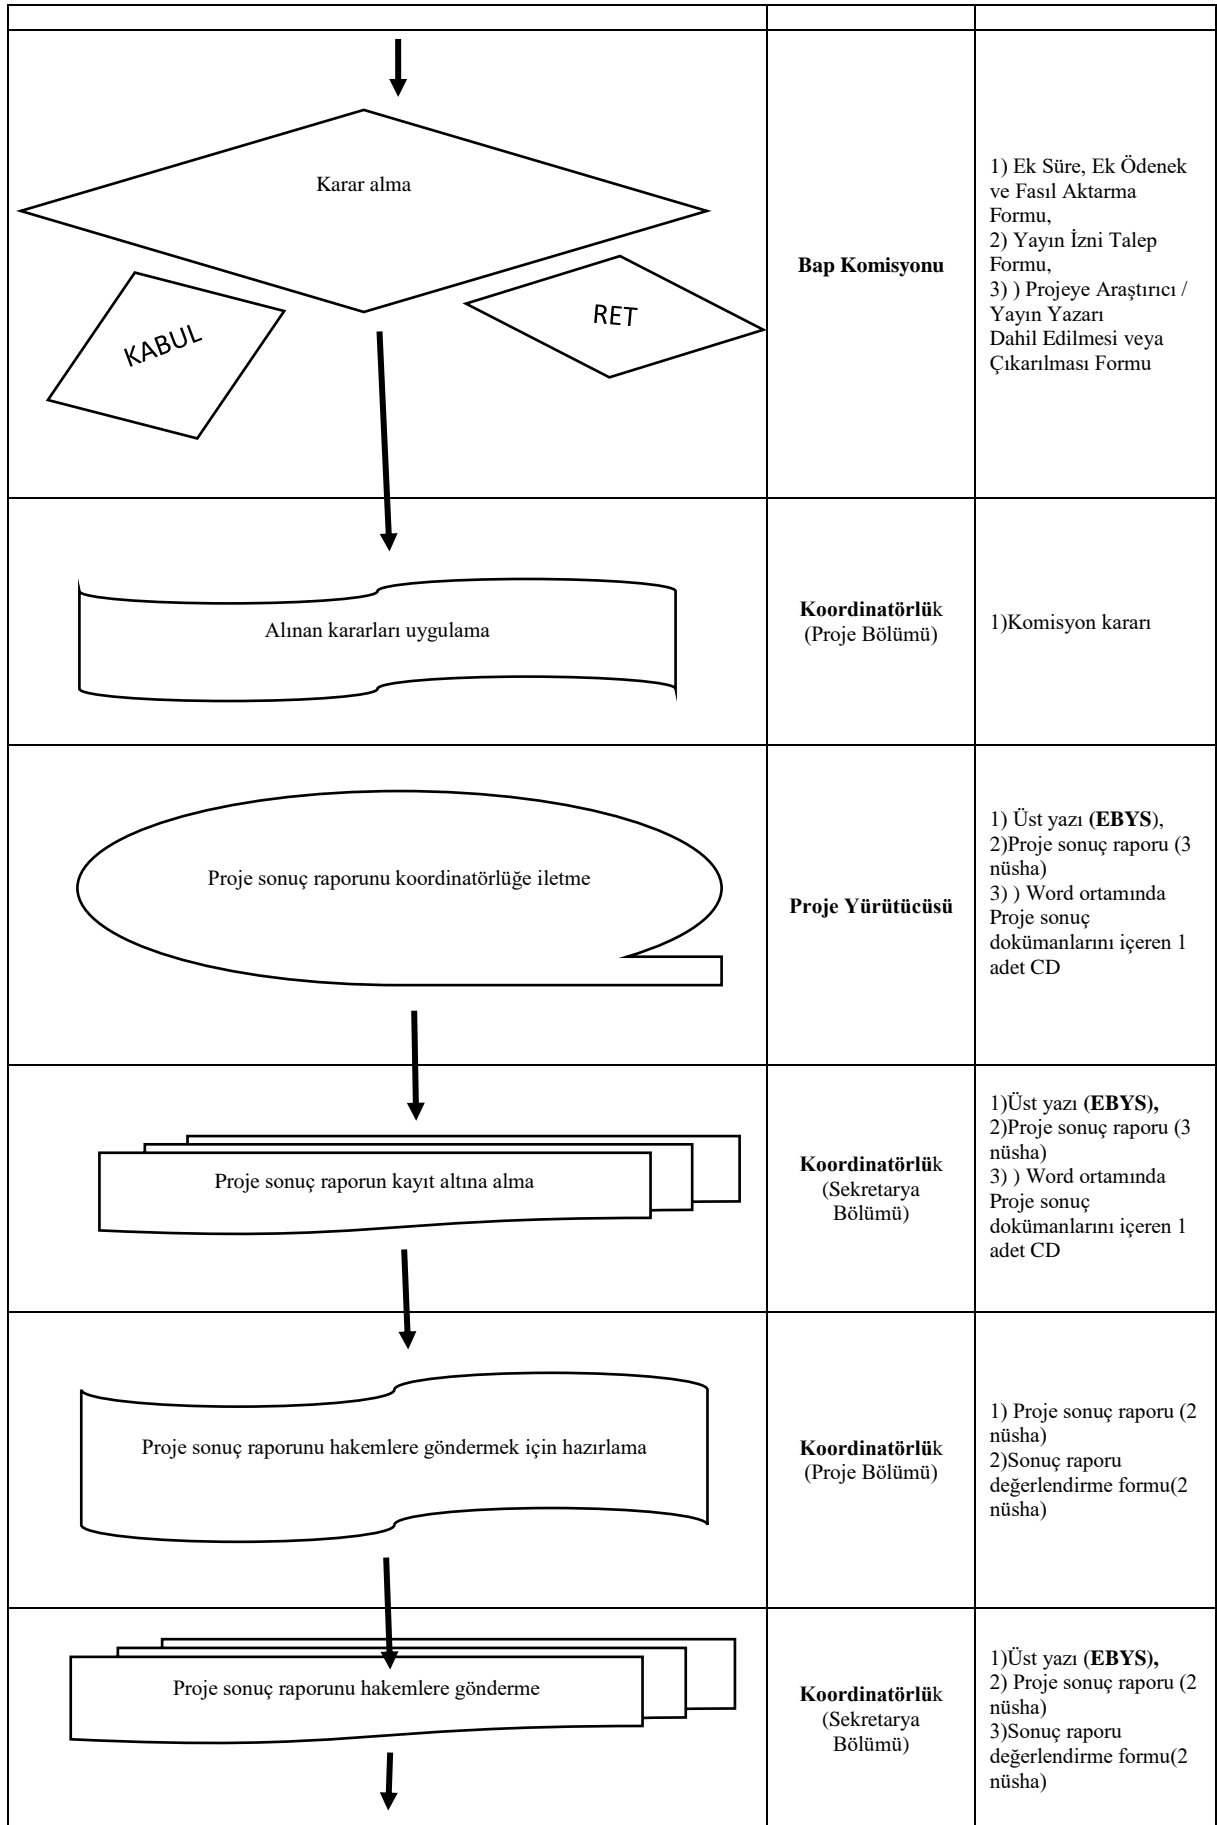 Karar alma
KABUL
RET
Bap Komisyonu
1) Ek Süre, Ek Ödenek
ve Fasıl Aktarma
Formu,
2) Yayın İzni Talep
Formu,
3) ) Projeye Araştırıcı /
Yayın Yazarı
Dahil Edilmesi veya
Çıkarılması Formu
Alınan kararları uygulama
Koordinatörlük
(Proje Bölümü)
1)Komisyon kararı
Proje sonuç raporunu koordinatörlüğe iletme
Proje Yürütücüsü
1) Üst yazı (EBYS),
2)Proje sonuç raporu (3
nüsha)
3) ) Word ortamında
Proje sonuç
dokümanlarını içeren 1
adet CD
Proje sonuç raporun kayıt altına alma
Koordinatörlük
(Sekretarya
Bölümü)
1)Üst yazı (EBYS),
2)Proje sonuç raporu (3
nüsha)
3) ) Word ortamında
Proje sonuç
dokümanlarını içeren 1
adet CD
Proje sonuç raporunu hakemlere göndermek için hazırlama
Koordinatörlük
(Proje Bölümü)
1) Proje sonuç raporu (2
nüsha)
2)Sonuç raporu
değerlendirme formu(2
nüsha)
Proje sonuç raporunu hakemlere gönderme
Koordinatörlük
(Sekretarya
Bölümü)
1)Üst yazı (EBYS),
2) Proje sonuç raporu (2
nüsha)
3)Sonuç raporu
değerlendirme formu(2
nüsha)